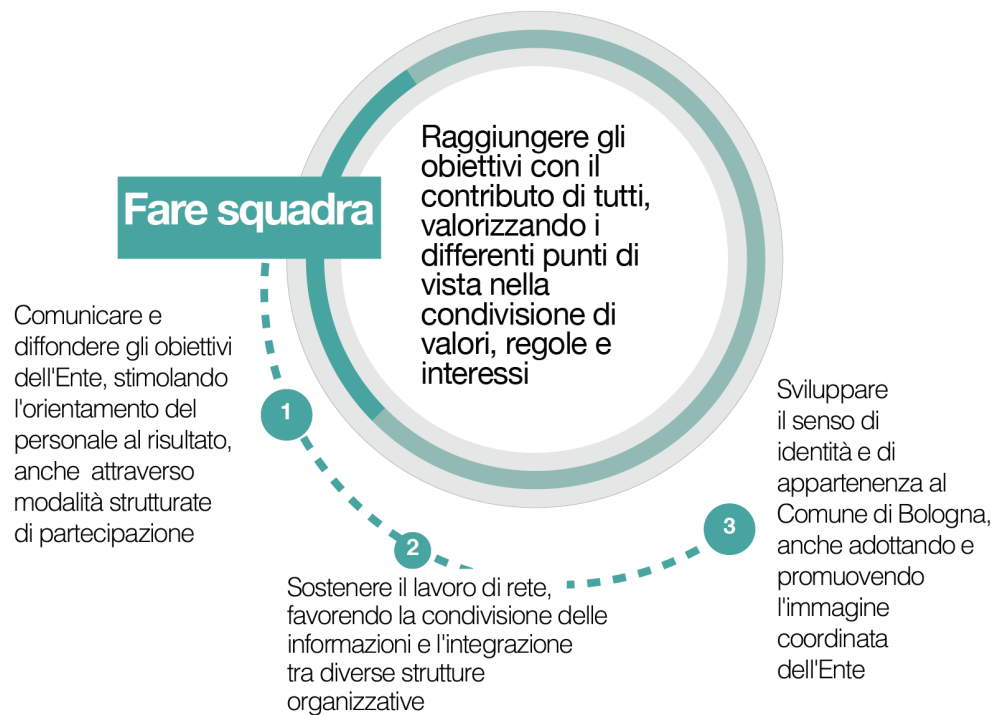 Fare squadra
Raggiungere gli
obiettivi con il
contributo di tutti,
valorizzando i
differenti punti di
vista nella
condivisione di
valori, regole e
interessi
1
Comunicare e
diffondere gli obiettivi
dell'Ente, stimolando
l'orientamento del
personale al risultato,
anche  attraverso
modalità strutturate
di partecipazione
2
Sostenere il lavoro di rete,
favorendo la condivisione delle
informazioni e l'integrazione
tra diverse strutture
organizzative
3
Sviluppare
il senso di
identità e di
appartenenza al
Comune di Bologna,
anche adottando e
promuovendo
l'immagine
coordinata
dell'Ente